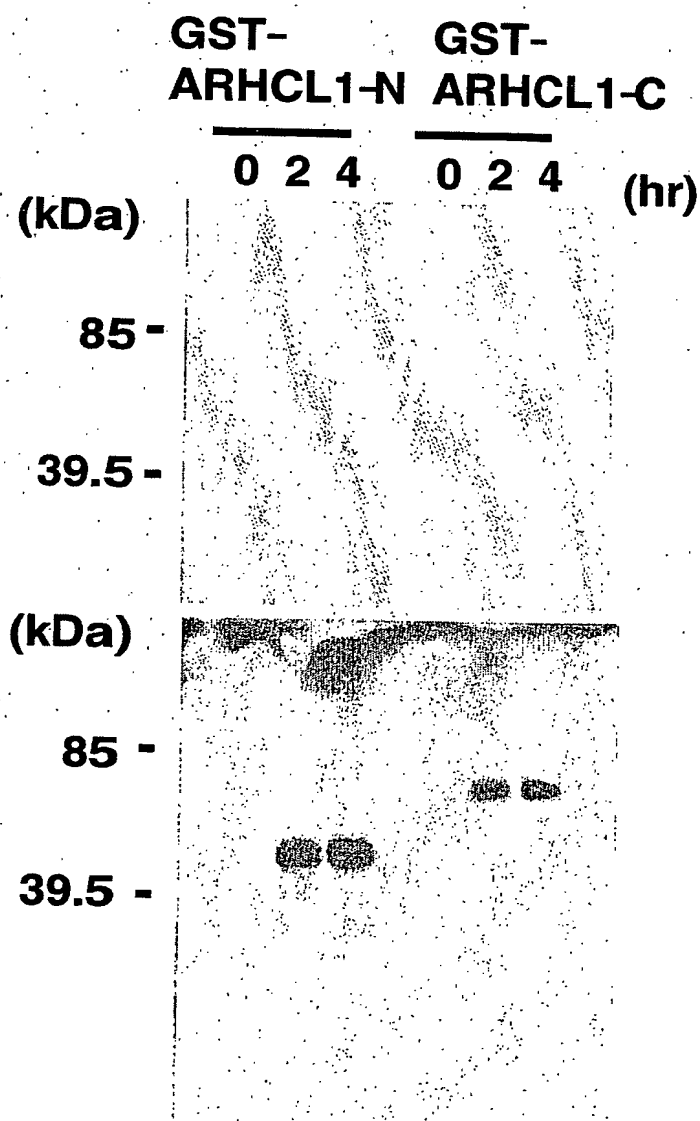 GST- GST-
ARHCL1-N ARHCL1-C
0 2 4 0 2 4 (hr)
(kDa)
85 -
39.5 -
(kDa)
85 -
39.5 -